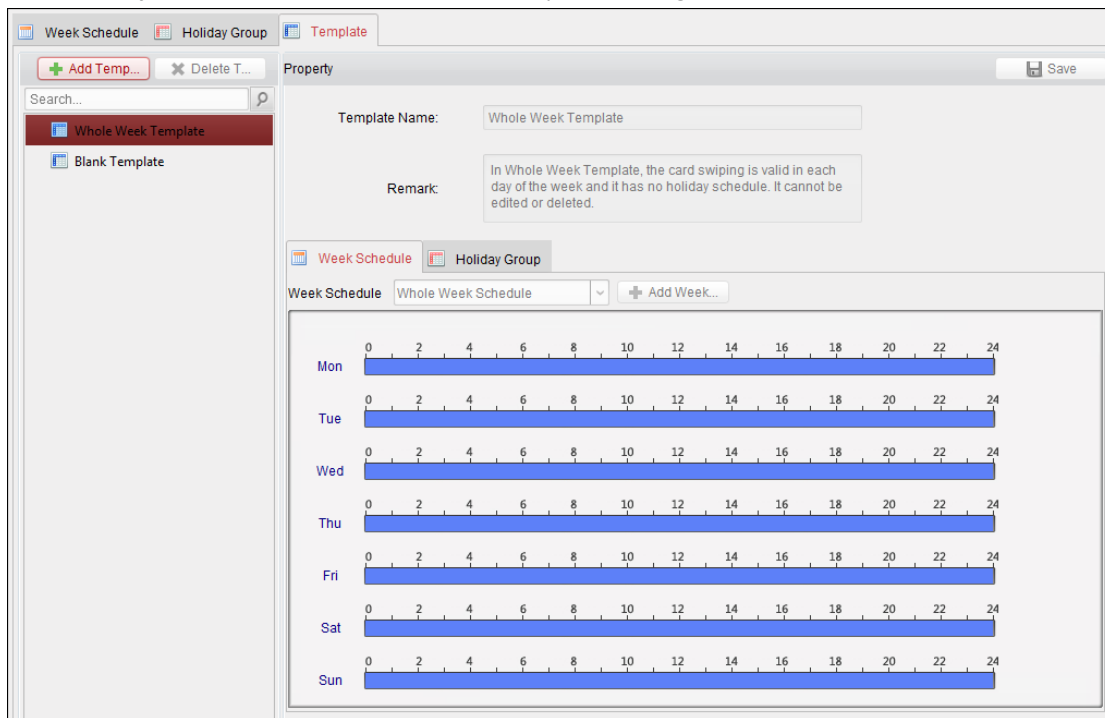 Week Schedule Holiday Group Template
Add Temp... Delete T... Property Save
Search...
Whole Week Template
Blank Template
Template Name: Whole Week Template
Remark: In Whole Week Template, the card swiping is valid in each
day of the week and it has no holiday schedule. It cannot be
edited or deleted.
Week Schedule Holiday Group
Week Schedule Whole Week Schedule Add Week...
0 2 4 6 8 10 12 14 16 18 20 22 24
Mon
0 2 4 6 8 10 12 14 16 18 20 22 24
Tue
0 2 4 6 8 10 12 14 16 18 20 22 24
Wed
0 2 4 6 8 10 12 14 16 18 20 22 24
Thu
0 2 4 6 8 10 12 14 16 18 20 22 24
Fri
0 2 4 6 8 10 12 14 16 18 20 22 24
Sat
0 2 4 6 8 10 12 14 16 18 20 22 24
Sun